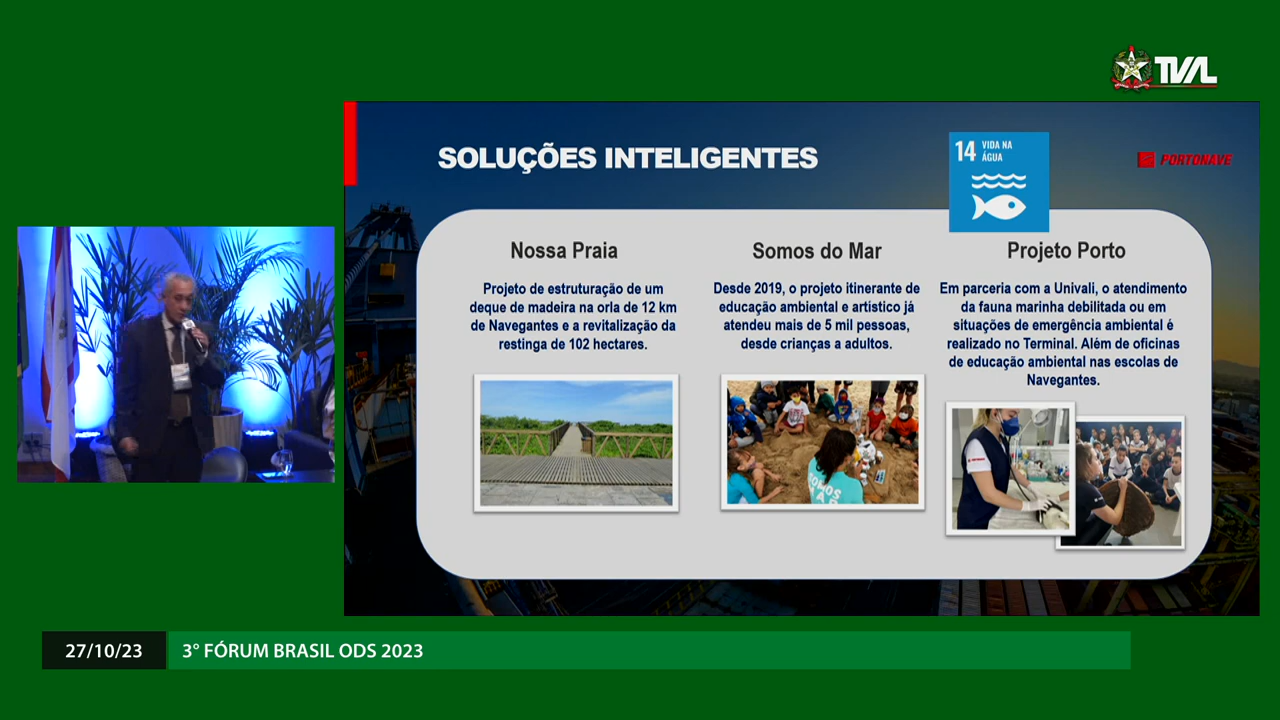 TVAL
SOLUÇÕES INTELIGENTES
14 VIDA NA
ÁGUA
PORTONAVE
Nossa Praia
Projeto de estruturação de um
deque de madeira na orla de 12 km
de Navegantes e a revitalização da
restinga de 102 hectares.
Somos do Mar
Desde 2019, o projeto itinerante de
educação ambiental e artístico já
atendeu mais de 5 mil pessoas,
desde crianças a adultos.
SOMOS
MAR
Projeto Porto
Em parceria com a Univali, o atendimento
da fauna marinha debilitada ou em
situações de emergência ambiental é
realizado no Terminal. Além de oficinas
de educação ambiental nas escolas de
Navegantes.
27/10/23
3° FÓRUM BRASIL ODS 2023